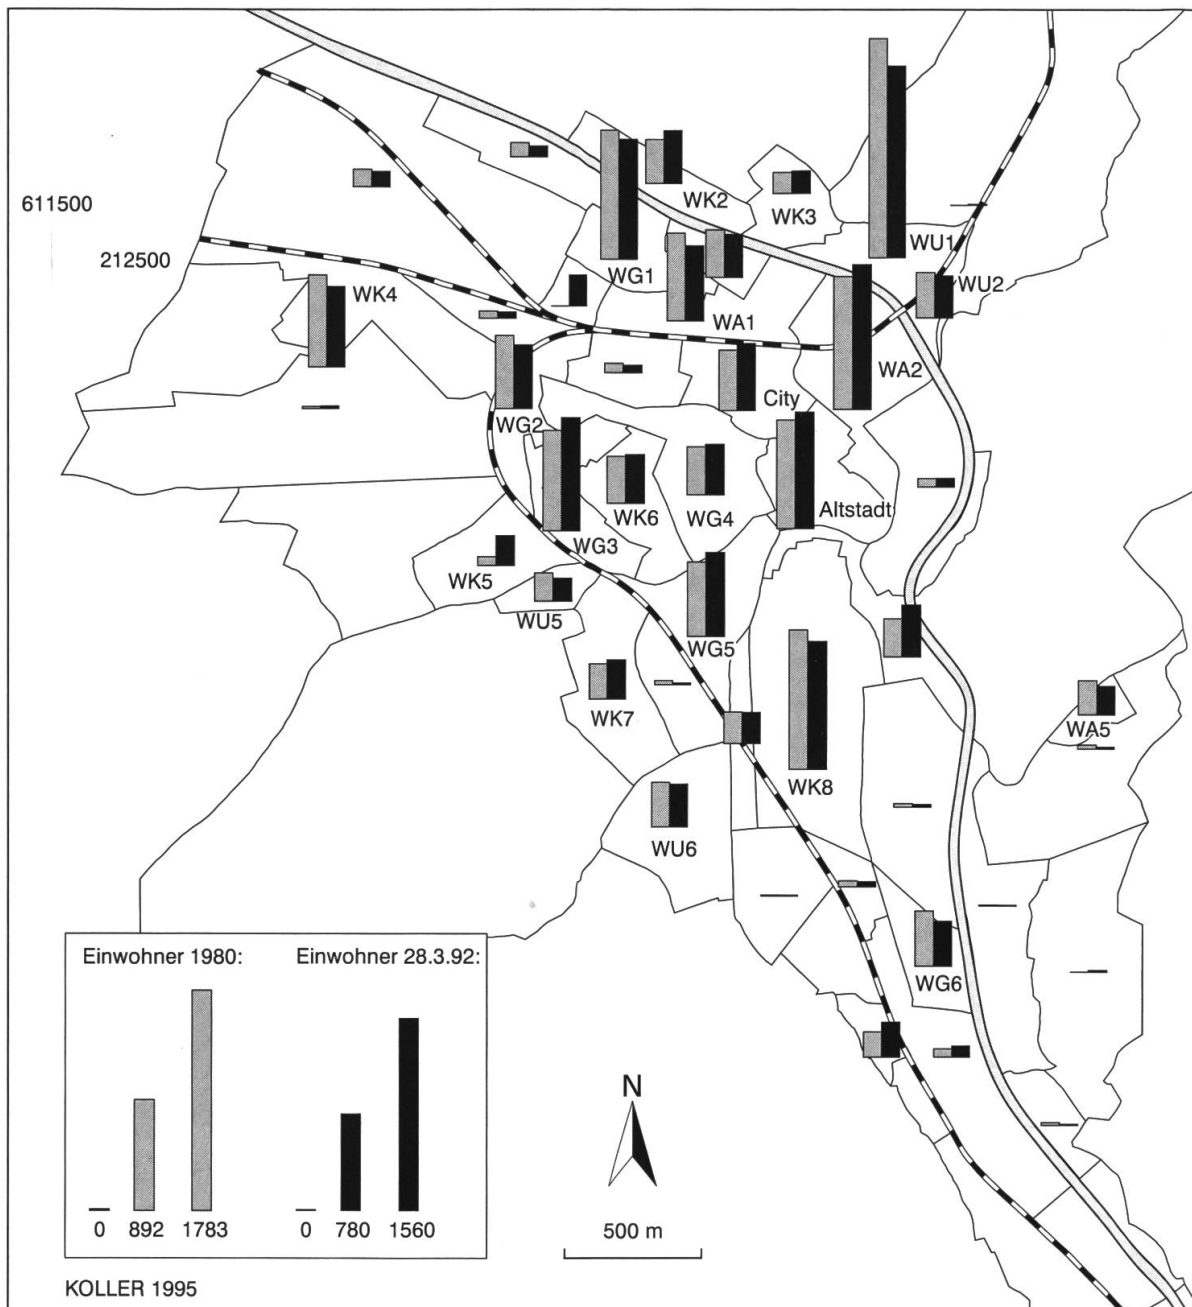 611500
212500
WK2
WK3
WU1
WG1
WU2
WK4
WA1
WA2
City
WG2
WK6
WG4
Altstadt
WG3
WK5
WU5
WG5
WK7
WA5
WK8
WU6
WG6
Einwohner 1980: Einwohner 28.3.92:
0 892 1783 0 780 1560
N
500 m
KOLLER 1995